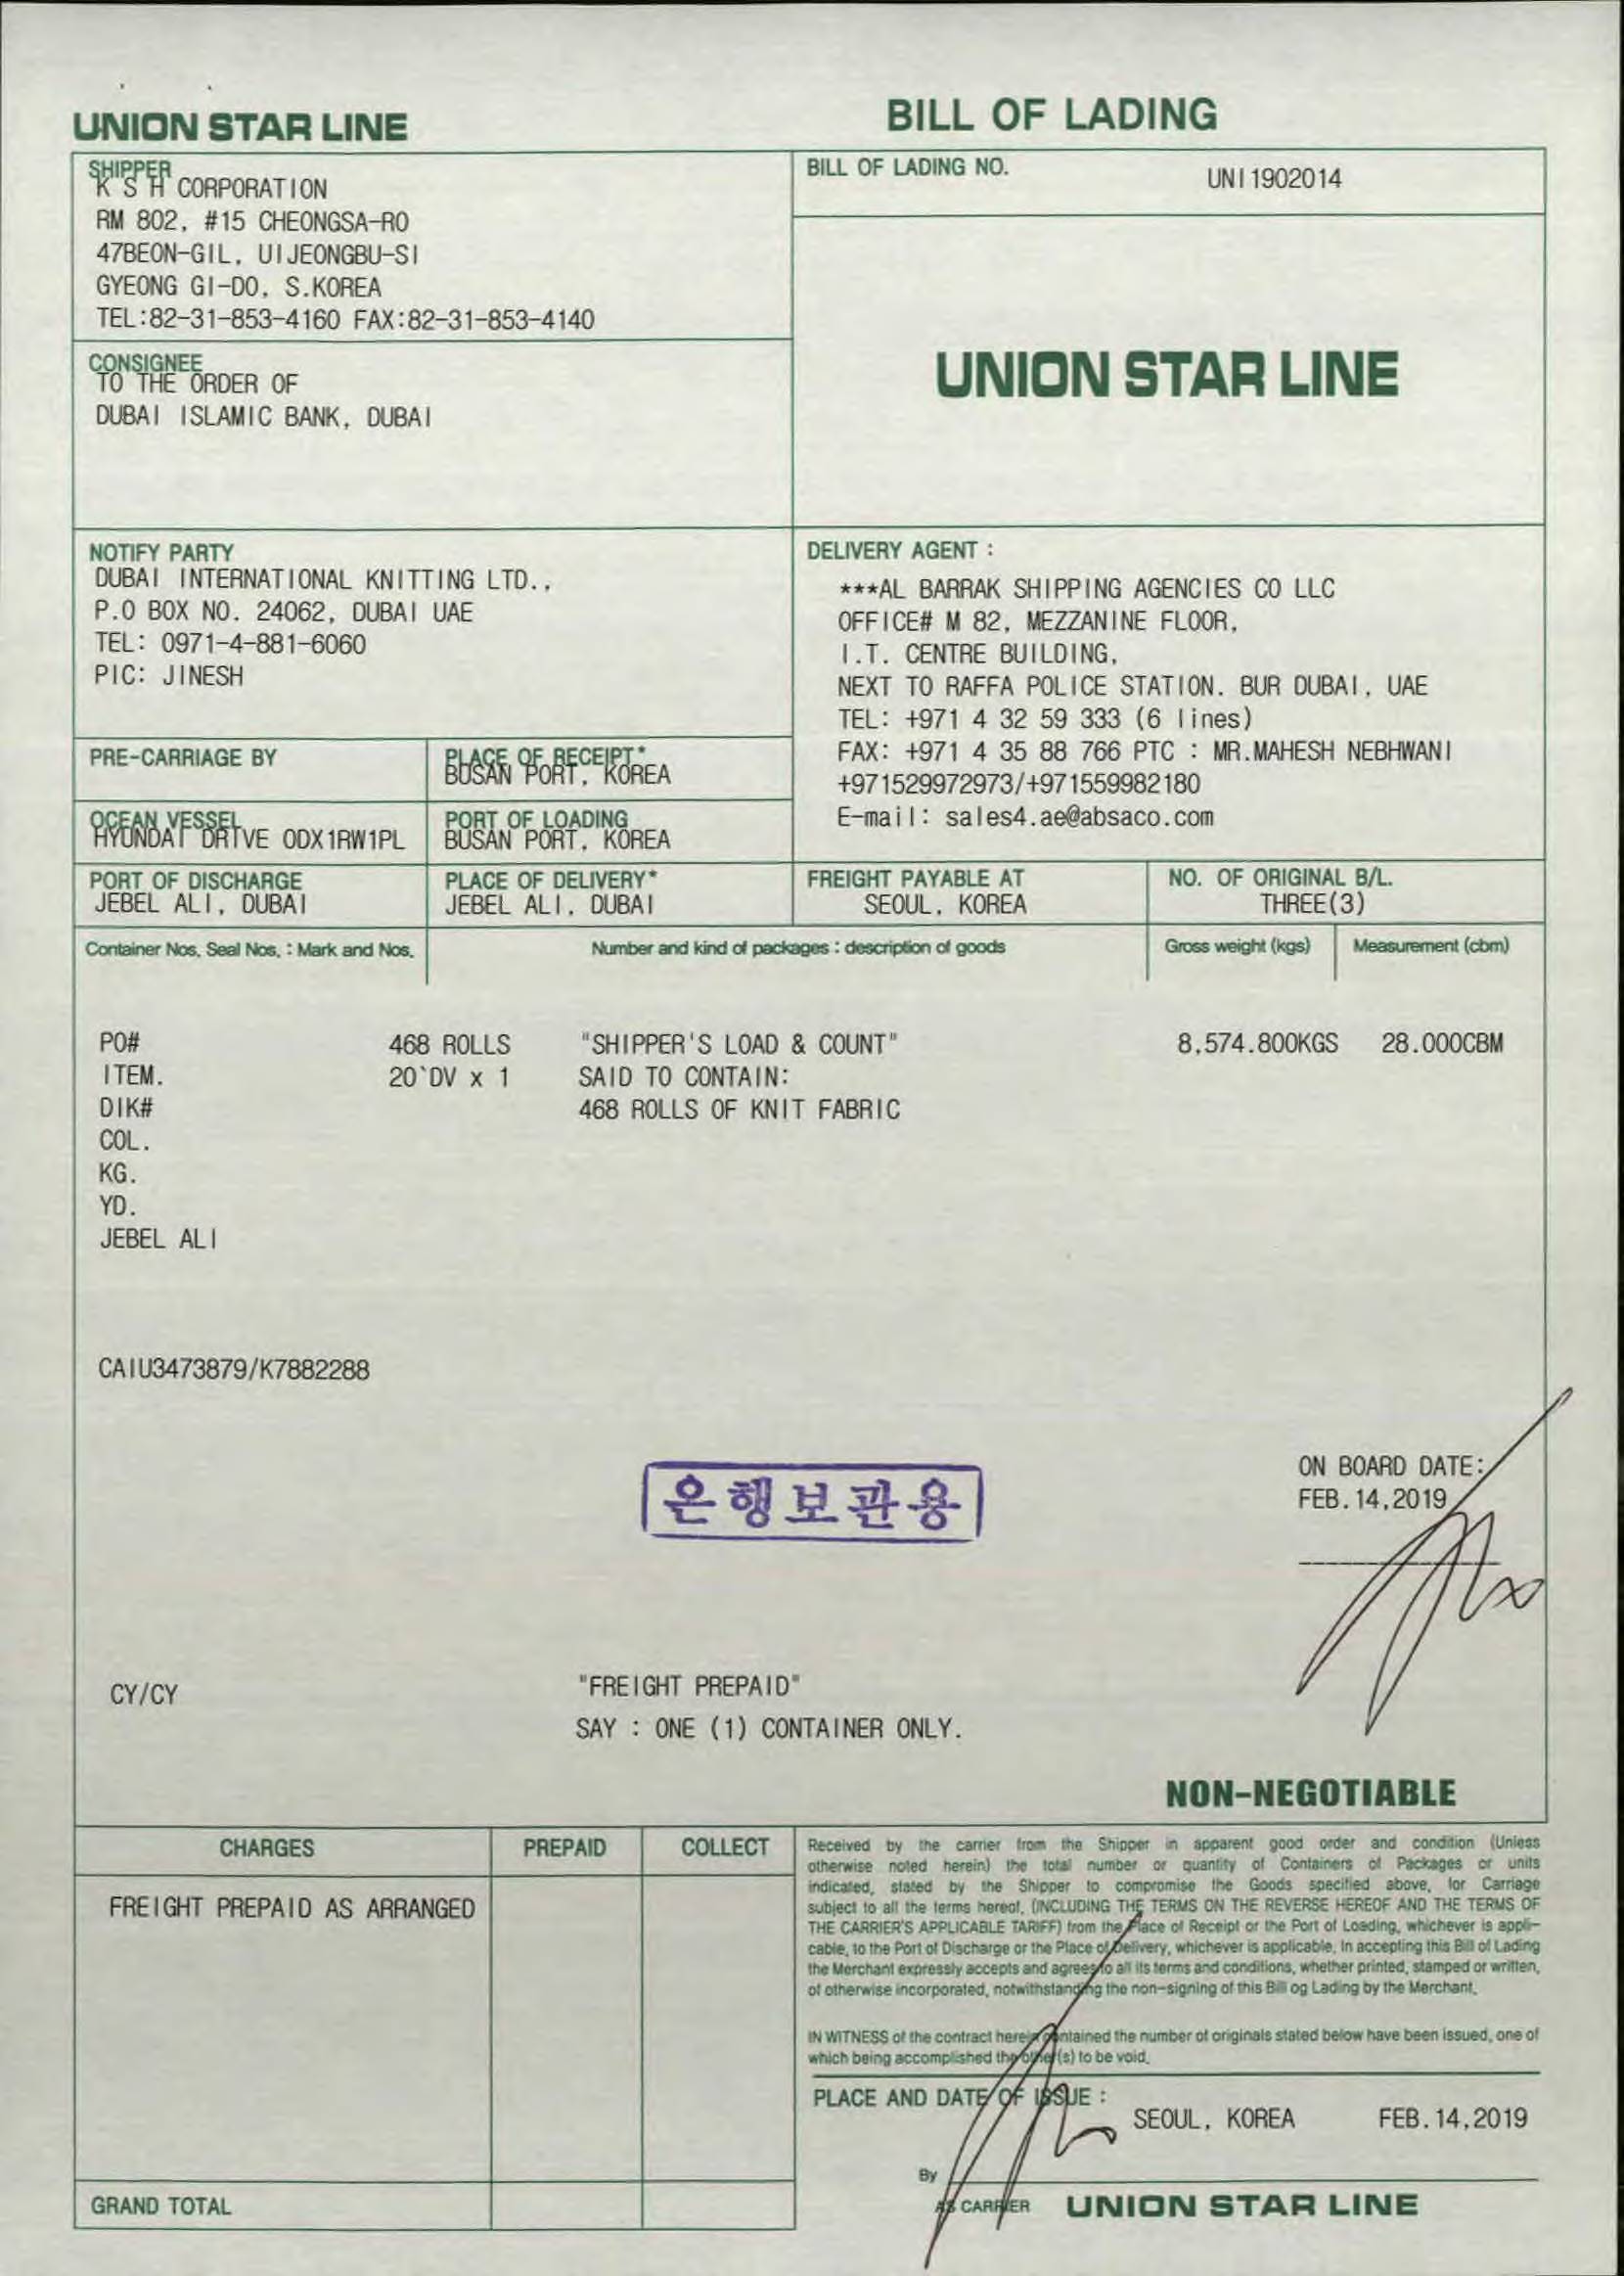 UNION STAR LINE
BILL OF LADING
SHIPPER
K S H CORPORATION
RM 802, #15 CHEONGSA-RO
47BEON-GIL, UIJEONGBU-SI
GYEONG GI-DO, S.KOREA
TEL:82-31-853-4160 FAX:82-31-853-4140
BILL OF LADING NO.
UNI1902014
CONSIGNEE
TO THE ORDER OF
DUBAI ISLAMIC BANK, DUBAI
UNION STAR LINE
NOTIFY PARTY
DUBAI INTERNATIONAL KNITTING LTD.,
P.O BOX NO. 24062, DUBAI UAE
TEL: 0971-4-881-6060
PIC: JINESH
DELIVERY AGENT :
***AL BARRAK SHIPPING AGENCIES CO LLC
OFFICE# M 82, MEZZANINE FLOOR,
I.T. CENTRE BUILDING,
NEXT TO RAFFA POLICE STATION. BUR DUBAI, UAE
TEL: +971 4 32 59 333 (6 lines)
FAX: +971 4 35 88 766 PTC : MR.MAHESH NEBHWANI
+971529972973/+971559982180
E-mail: sales4.ae@absaco.com
PRE-CARRIAGE BY
PLACE OF RECEIPT*
BUSAN PORT, KOREA
OCEAN VESSEL
HYUNDAI DRIVE ODX1RW1PL
PORT OF LOADING
BUSAN PORT, KOREA
PORT OF DISCHARGE
JEBEL ALI, DUBAI
PLACE OF DELIVERY*
JEBEL ALI, DUBAI
FREIGHT PAYABLE AT
SEOUL, KOREA
NO. OF ORIGINAL B/L.
THREE(3)
Container Nos, Seal Nos, : Mark and Nos,
Number and kind of packages : description of goods
Gross weight (kgs)
Measurement (cbm)
PO# 468 ROLLS "SHIPPER'S LOAD & COUNT" 8,574.800KGS 28.000CBM
ITEM. 20`DV x 1 SAID TO CONTAIN:
DIK# 468 ROLLS OF KNIT FABRIC
COL.
KG.
YD.
JEBEL ALI
CAIU3473879/K7882288
은행보관용
ON BOARD DATE:
FEB.14,2019
CY/CY
"FREIGHT PREPAID"
SAY : ONE (1) CONTAINER ONLY.
NON-NEGOTIABLE
CHARGES PREPAID COLLECT
FREIGHT PREPAID AS ARRANGED
GRAND TOTAL
Received by the carrier from the Shipper in apparent good order and condition (Unless
otherwise noted herein) the total number or quantity of Containers of Packages or units
indicated, stated by the Shipper to compromise the Goods specified above, for Carriage
subject to all the terms hereof, (INCLUDING THE TERMS ON THE REVERSE HEREOF AND THE TERMS OF
THE CARRIER'S APPLICABLE TARIFF) from the Place of Receipt or the Port of Loading, whichever is appli-
cable, to the Port of Discharge or the Place of Delivery, whichever is applicable, In accepting this Bill of Lading
the Merchant expressly accepts and agrees to all its terms and conditions, whether printed, stamped or written,
of otherwise incorporated, notwithstanding the non-signing of this Bill og Lading by the Merchant.
IN WITNESS of the contract herein contained the number of originals stated below have been issued, one of
which being accomplished the other(s) to be void.
PLACE AND DATE OF ISSUE :
SEOUL, KOREA FEB.14,2019
By
AS CARRIER UNION STAR LINE